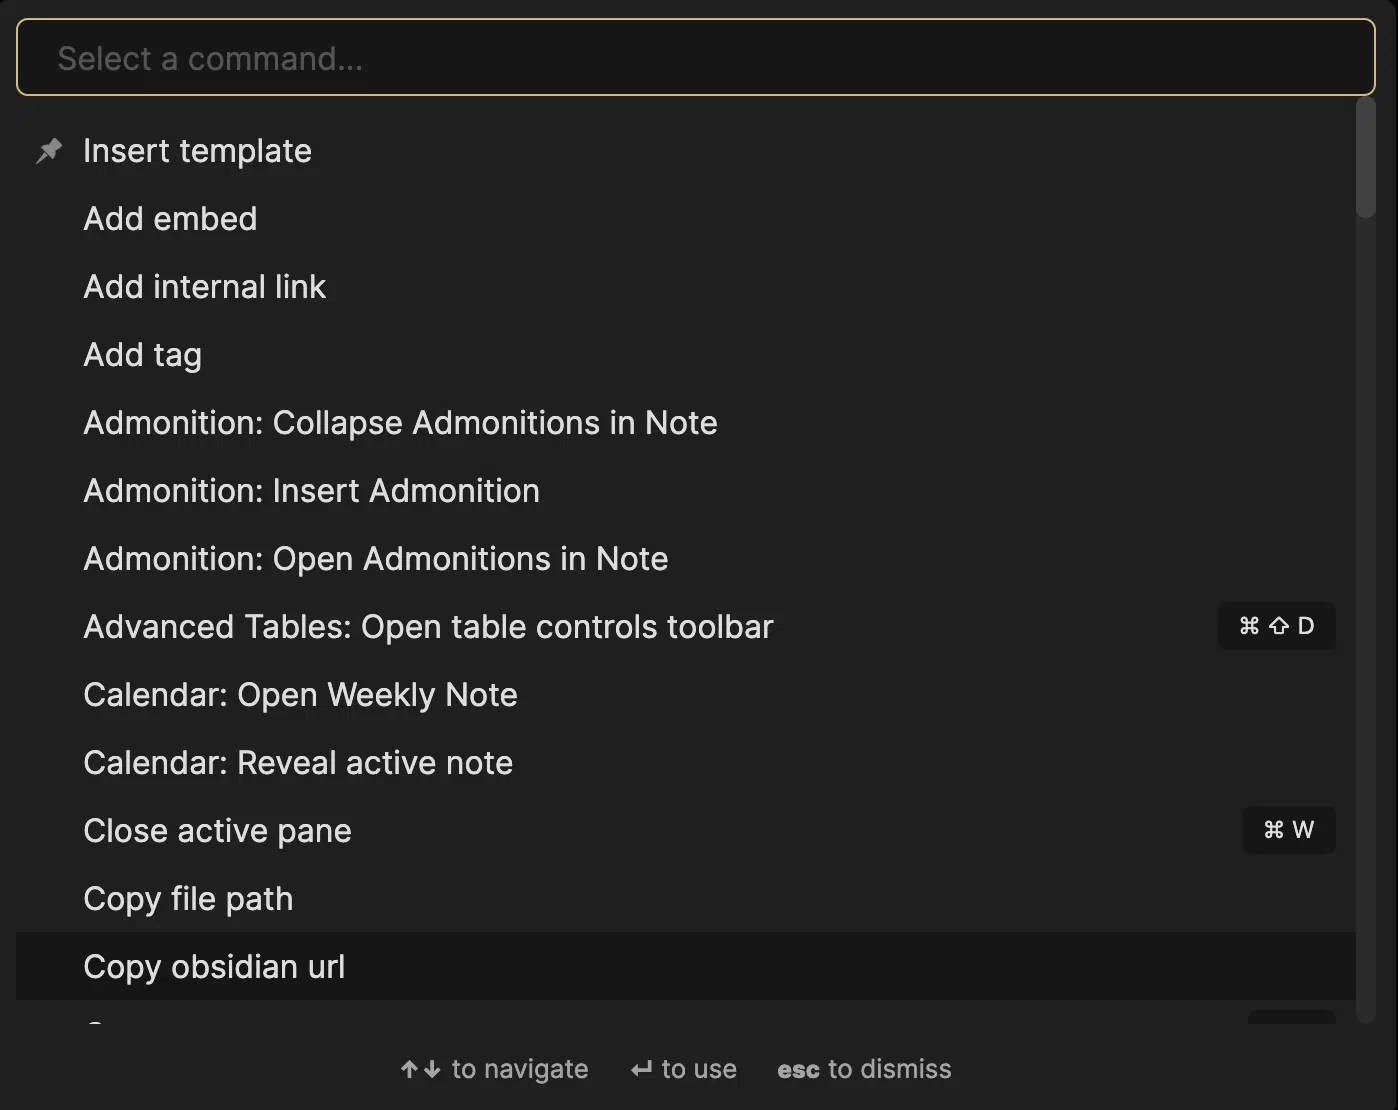 Select a command...
Insert template
Add embed
Add internal link
Add tag
Admonition: Collapse Admonitions in Note
Admonition: Insert Admonition
Admonition: Open Admonitions in Note
Advanced Tables: Open table controls toolbar ⌘ ⇧ D
Calendar: Open Weekly Note
Calendar: Reveal active note
Close active pane ⌘ W
Copy file path
Copy obsidian url
↑↓ to navigate ↵ to use esc to dismiss